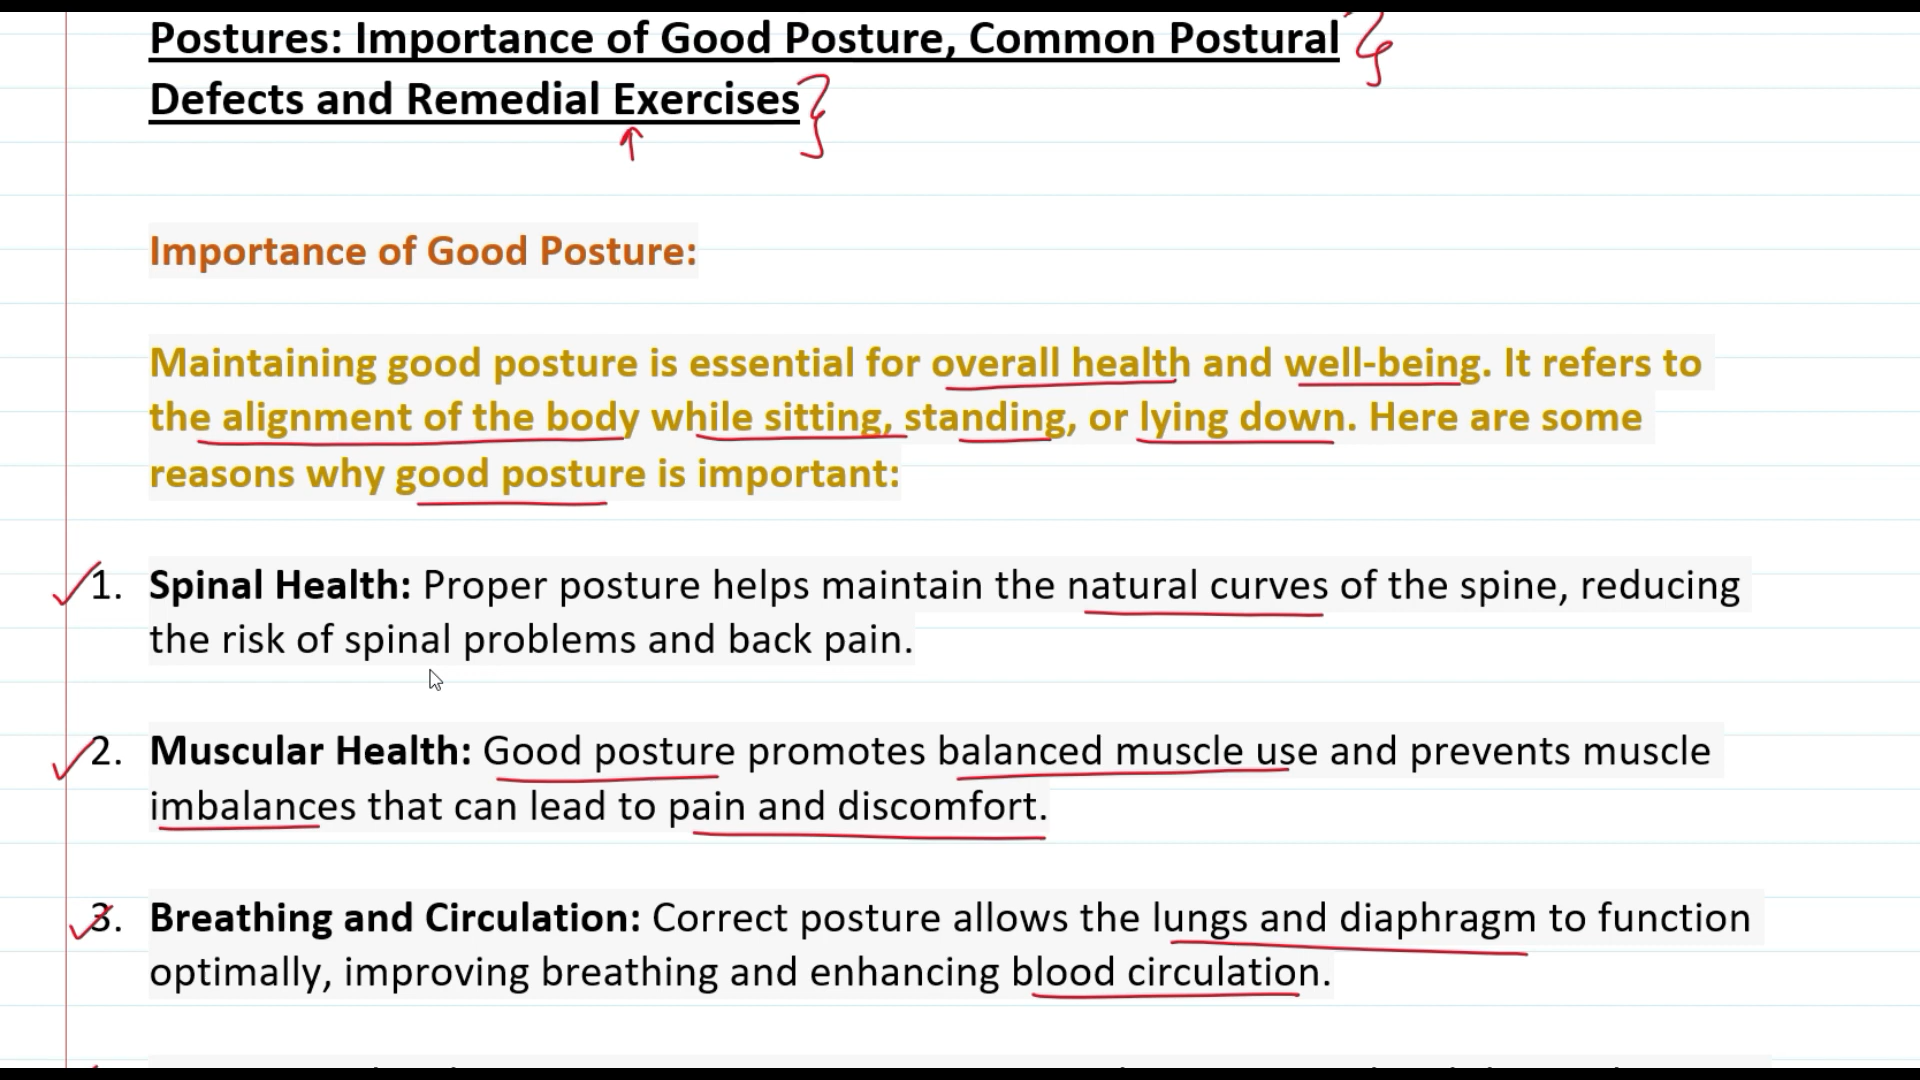 Postures: Importance of Good Posture, Common Postural
Defects and Remedial Exercises
Importance of Good Posture:
Maintaining good posture is essential for overall health and well-being. It refers to
the alignment of the body while sitting, standing, or lying down. Here are some
reasons why good posture is important:
1. Spinal Health: Proper posture helps maintain the natural curves of the spine, reducing
the risk of spinal problems and back pain.
2. Muscular Health: Good posture promotes balanced muscle use and prevents muscle
imbalances that can lead to pain and discomfort.
3. Breathing and Circulation: Correct posture allows the lungs and diaphragm to function
optimally, improving breathing and enhancing blood circulation.